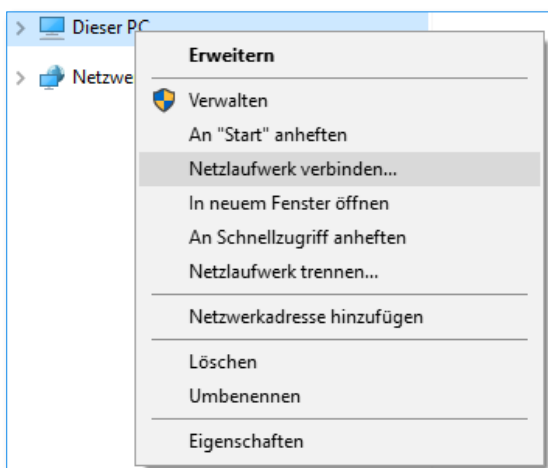 Dieser PC
Erweitern
Netzwe
Verwalten
An "Start" anheften
Netzlaufwerk verbinden...
In neuem Fenster öffnen
An Schnellzugriff anheften
Netzlaufwerk trennen...
Netzwerkadresse hinzufügen
Löschen
Umbenennen
Eigenschaften